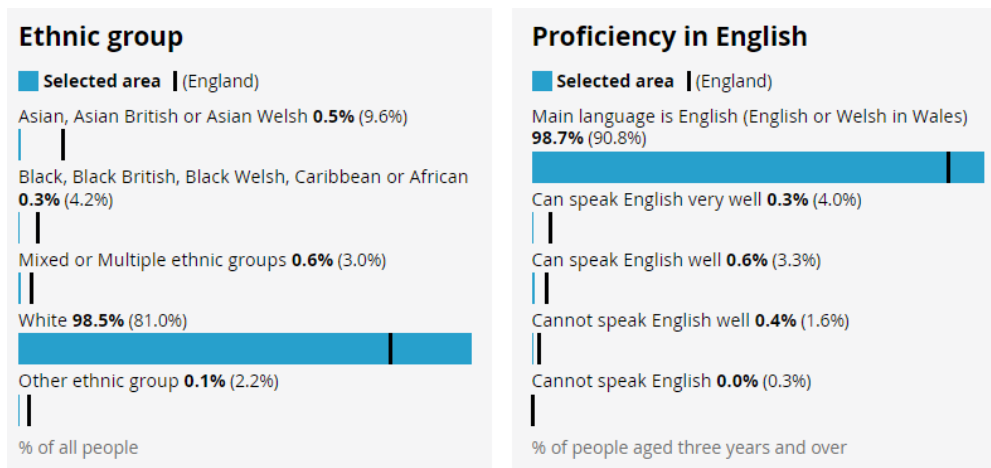 Ethnic group
Selected area (England)
Asian, Asian British or Asian Welsh 0.5% (9.6%)
Black, Black British, Black Welsh, Caribbean or African
0.3% (4.2%)
Mixed or Multiple ethnic groups 0.6% (3.0%)
White 98.5% (81.0%)
Other ethnic group 0.1% (2.2%)
% of all people
Proficiency in English
Selected area (England)
Main language is English (English or Welsh in Wales)
98.7% (90.8%)
Can speak English very well 0.3% (4.0%)
Can speak English well 0.6% (3.3%)
Cannot speak English well 0.4% (1.6%)
Cannot speak English 0.0% (0.3%)
% of people aged three years and over